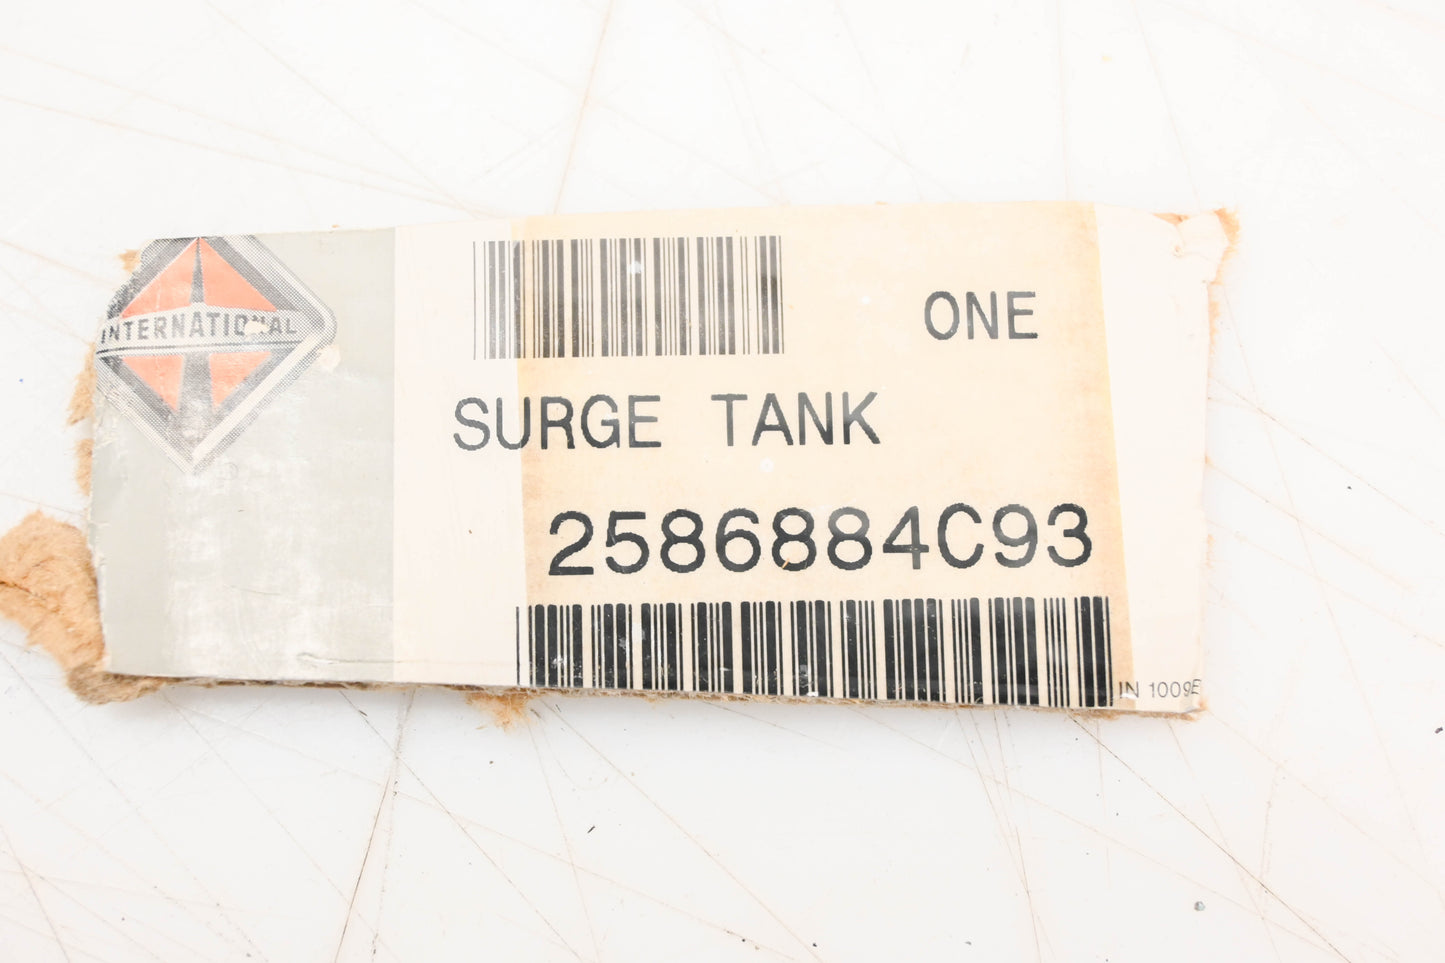 INTERNATIONAL
ONE
SURGE TANK
2586884C93
IN 1009E